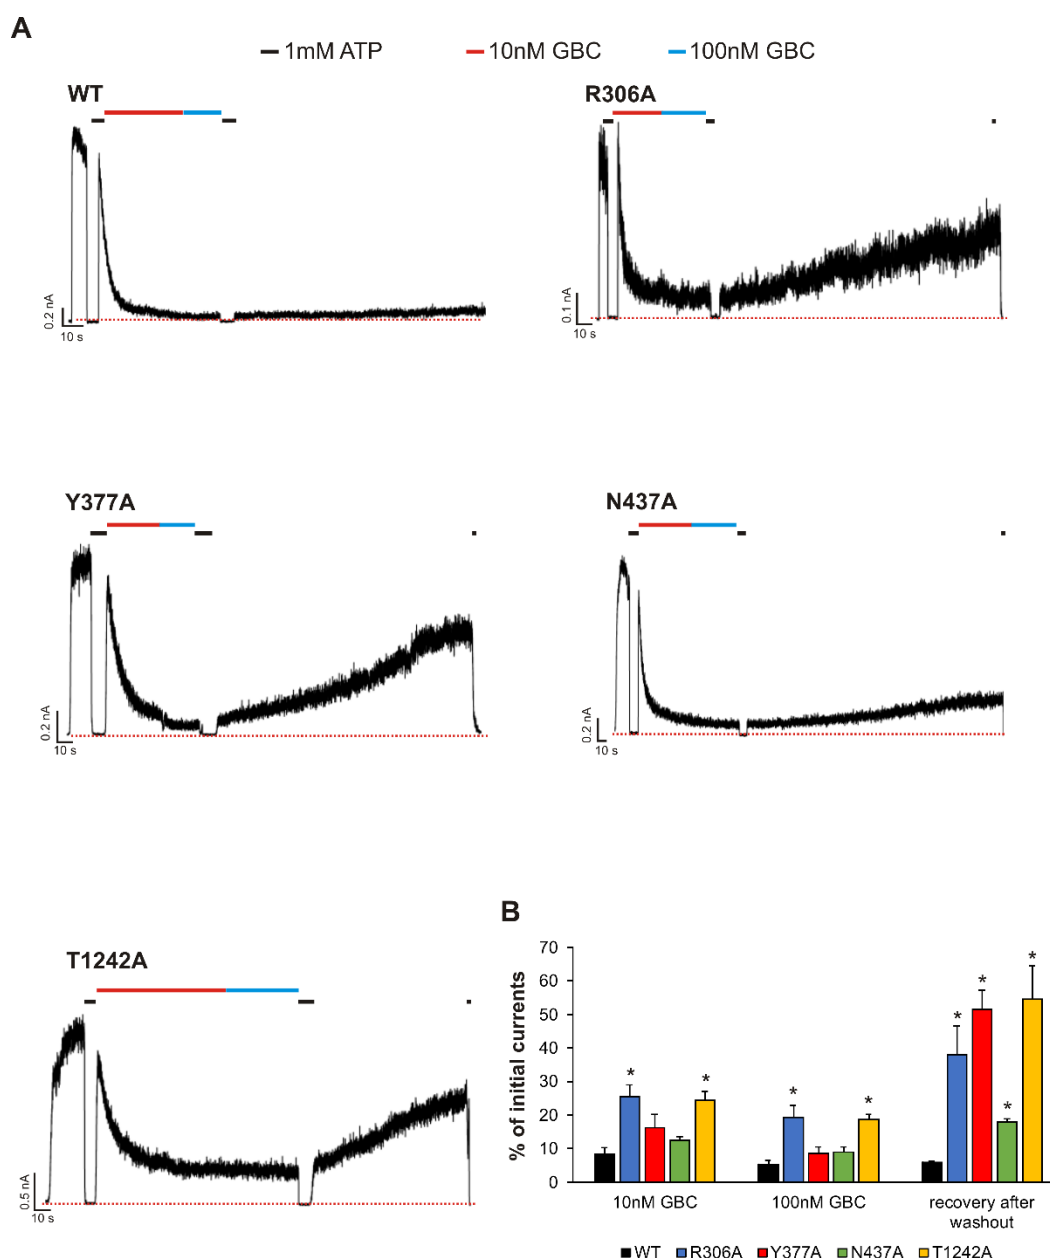 A
1mM ATP 10nM GBC 100nM GBC
WT
0.2 nA
10 s
R306A
0.1 nA
10 s
Y377A
0.2 nA
10 s
N437A
0.2 nA
10 s
T1242A
0.5 nA
10 s
B
% of initial currents
70
60
50
40
30
20
10
0
* * * * * * * *
10nM GBC 100nM GBC recovery after
washout
WT R306A Y377A N437A T1242A